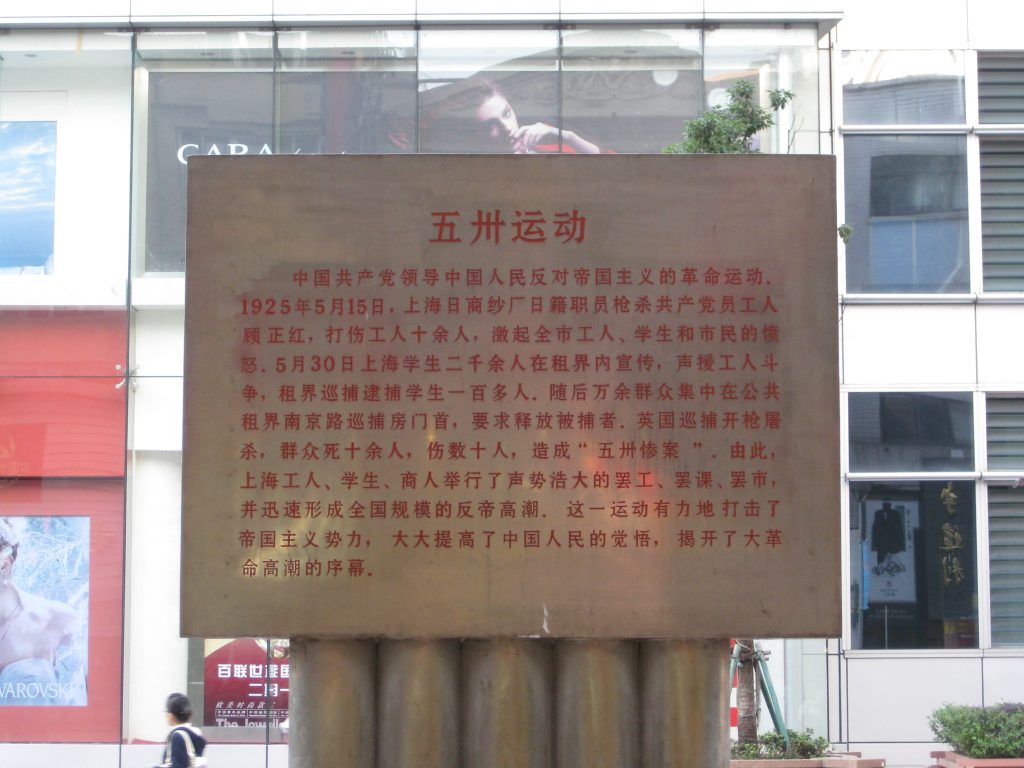 CARA
五卅运动
中国共产党领导中国人民反对帝国主义的革命运动.
1925年5月15日,上海日商纱厂日籍职员枪杀共产党员工人
顾正红,打伤工人十余人,激起全市工人、学生和市民的愤
怒.5月30日上海学生二千余人在租界内宣传,声援工人斗
争,租界巡捕逮捕学生一百多人.随后万余群众集中在公共
租界南京路巡捕房门首,要求释放被捕者.英国巡捕开枪屠
杀,群众死十余人,伤数十人,造成“五卅惨案”.由此,
上海工人、学生、商人举行了声势浩大的罢工、罢课、罢市,
并迅速形成全国规模的反帝高潮.这一运动有力地打击了
帝国主义势力,大大提高了中国人民的觉悟,揭开了大革
命高潮的序幕.
WAROVSKI
百联世茂国
欧美时尚款
The Jewell